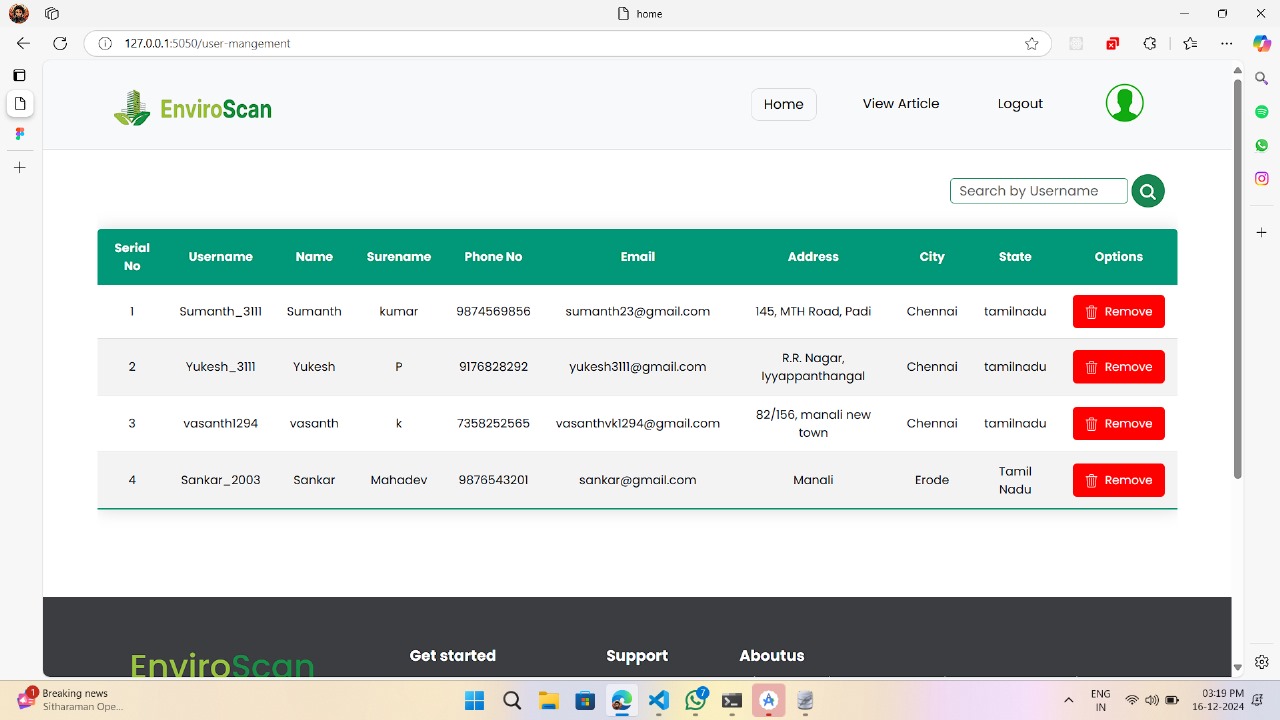 home
127.0.0.1:5050/user-mangement
EnviroScan
Home
View Article
Logout
Search by Username
Serial No Username Name Surename Phone No Email Address City State Options
1 Sumanth_3111 Sumanth kumar 9874569856 sumanth23@gmail.com 145, MTH Road, Padi Chennai tamilnadu Remove
2 Yukesh_3111 Yukesh P 9176828292 yukesh3111@gmail.com R.R. Nagar, Iyyappanthangal Chennai tamilnadu Remove
3 vasanth1294 vasanth k 7358252565 vasanthvk1294@gmail.com 82/156, manali new town Chennai tamilnadu Remove
4 Sankar_2003 Sankar Mahadev 9876543201 sankar@gmail.com Manali Erode Tamil Nadu Remove
EnviroScan
Get started
Support
Aboutus
1
Breaking news
Sitharaman Ope...
7
ENG
IN
03:19 PM
16-12-2024